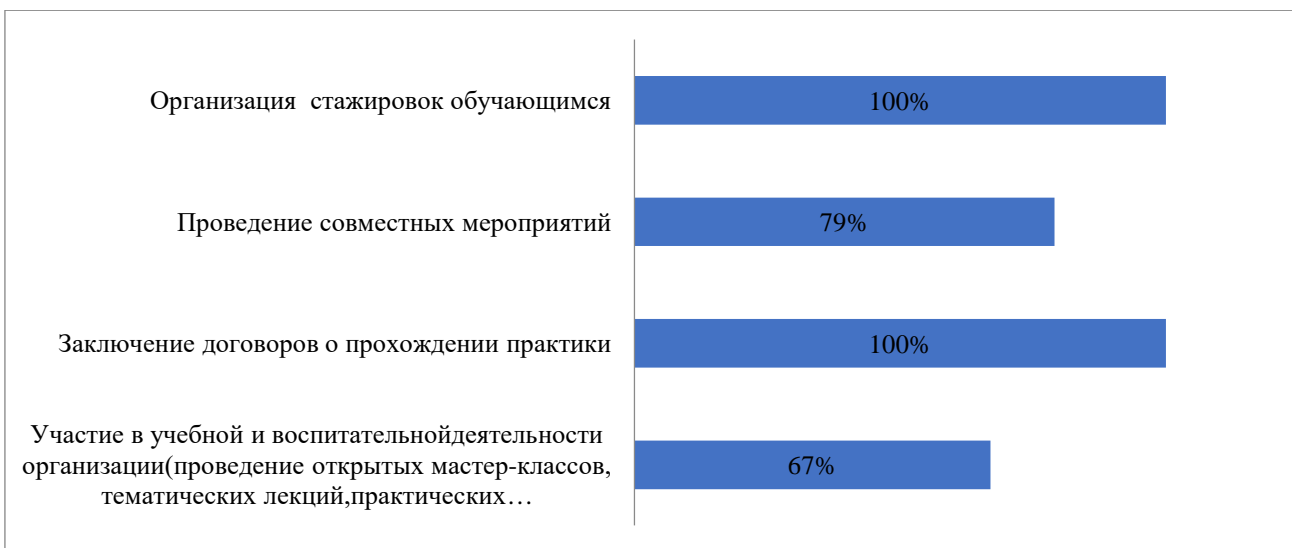 Организация  стажировок обучающимся
100%
Проведение совместных мероприятий
79%
Заключение договоров о прохождении практики
100%
Участие в учебной и воспитательнойдеятельности
организации(проведение открытых мастер-классов,
тематических лекций,практических…
67%